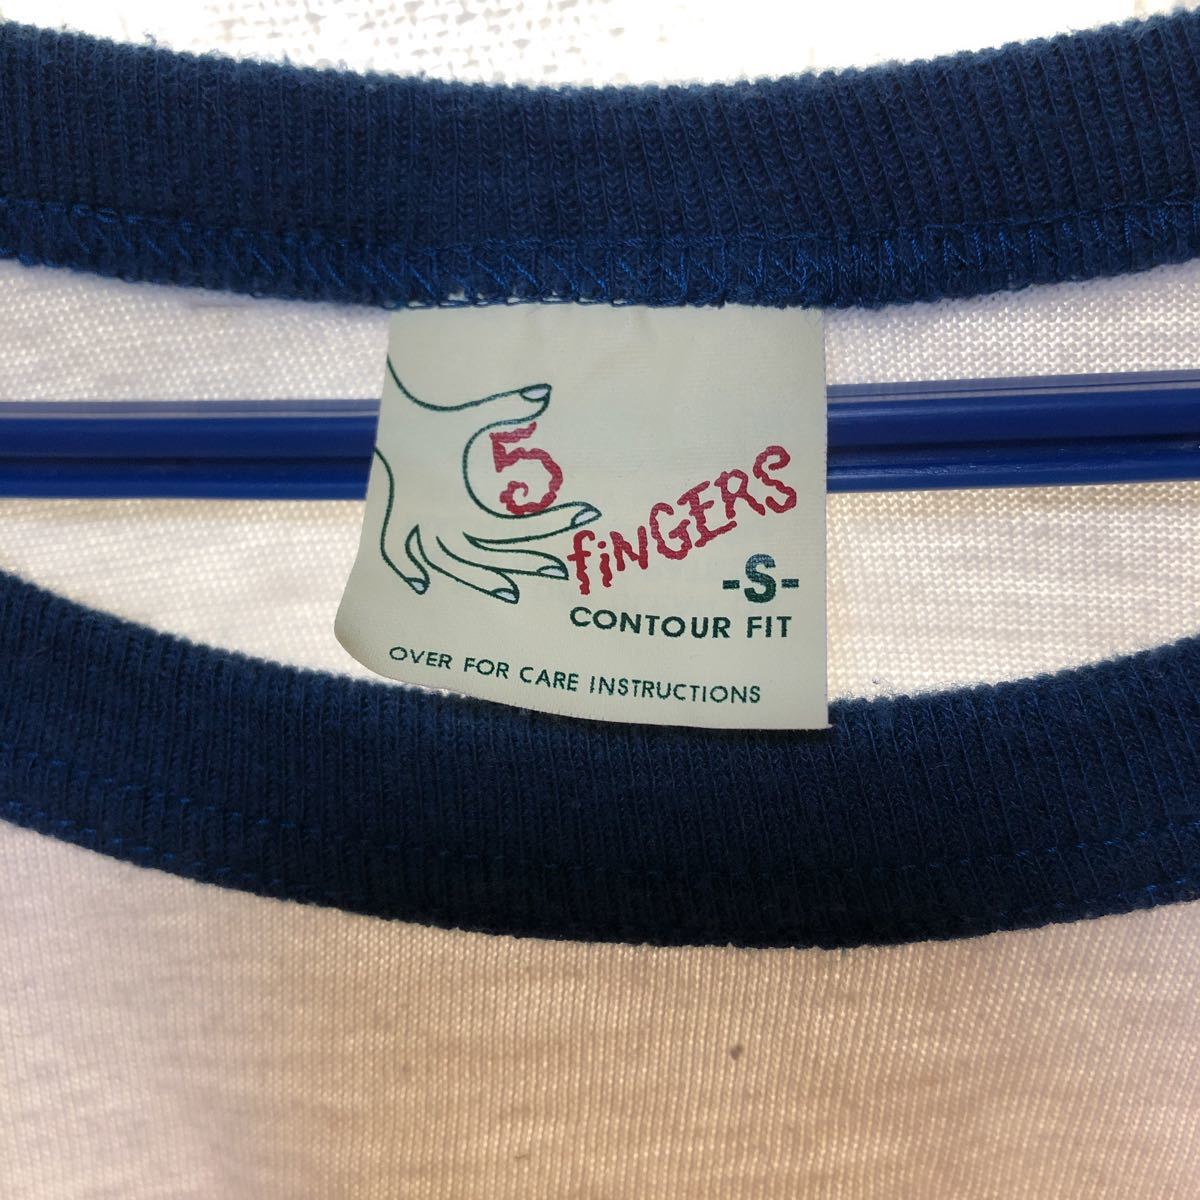 5
fiNGERS
-S-
CONTOUR FIT
OVER FOR CARE INSTRUCTIONS